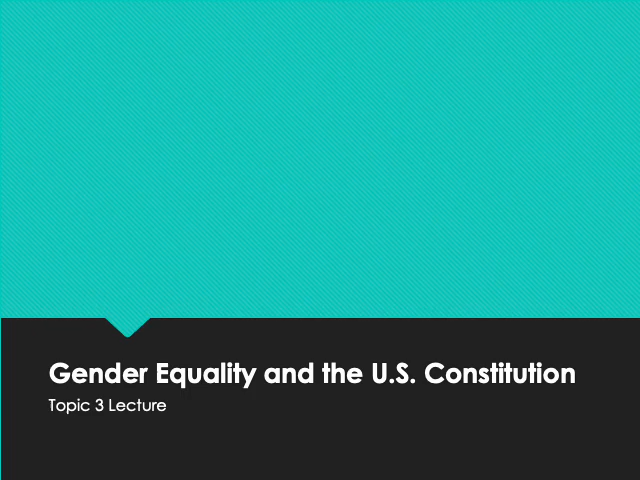 Gender Equality and the U.S. Constitution
Topic 3 Lecture